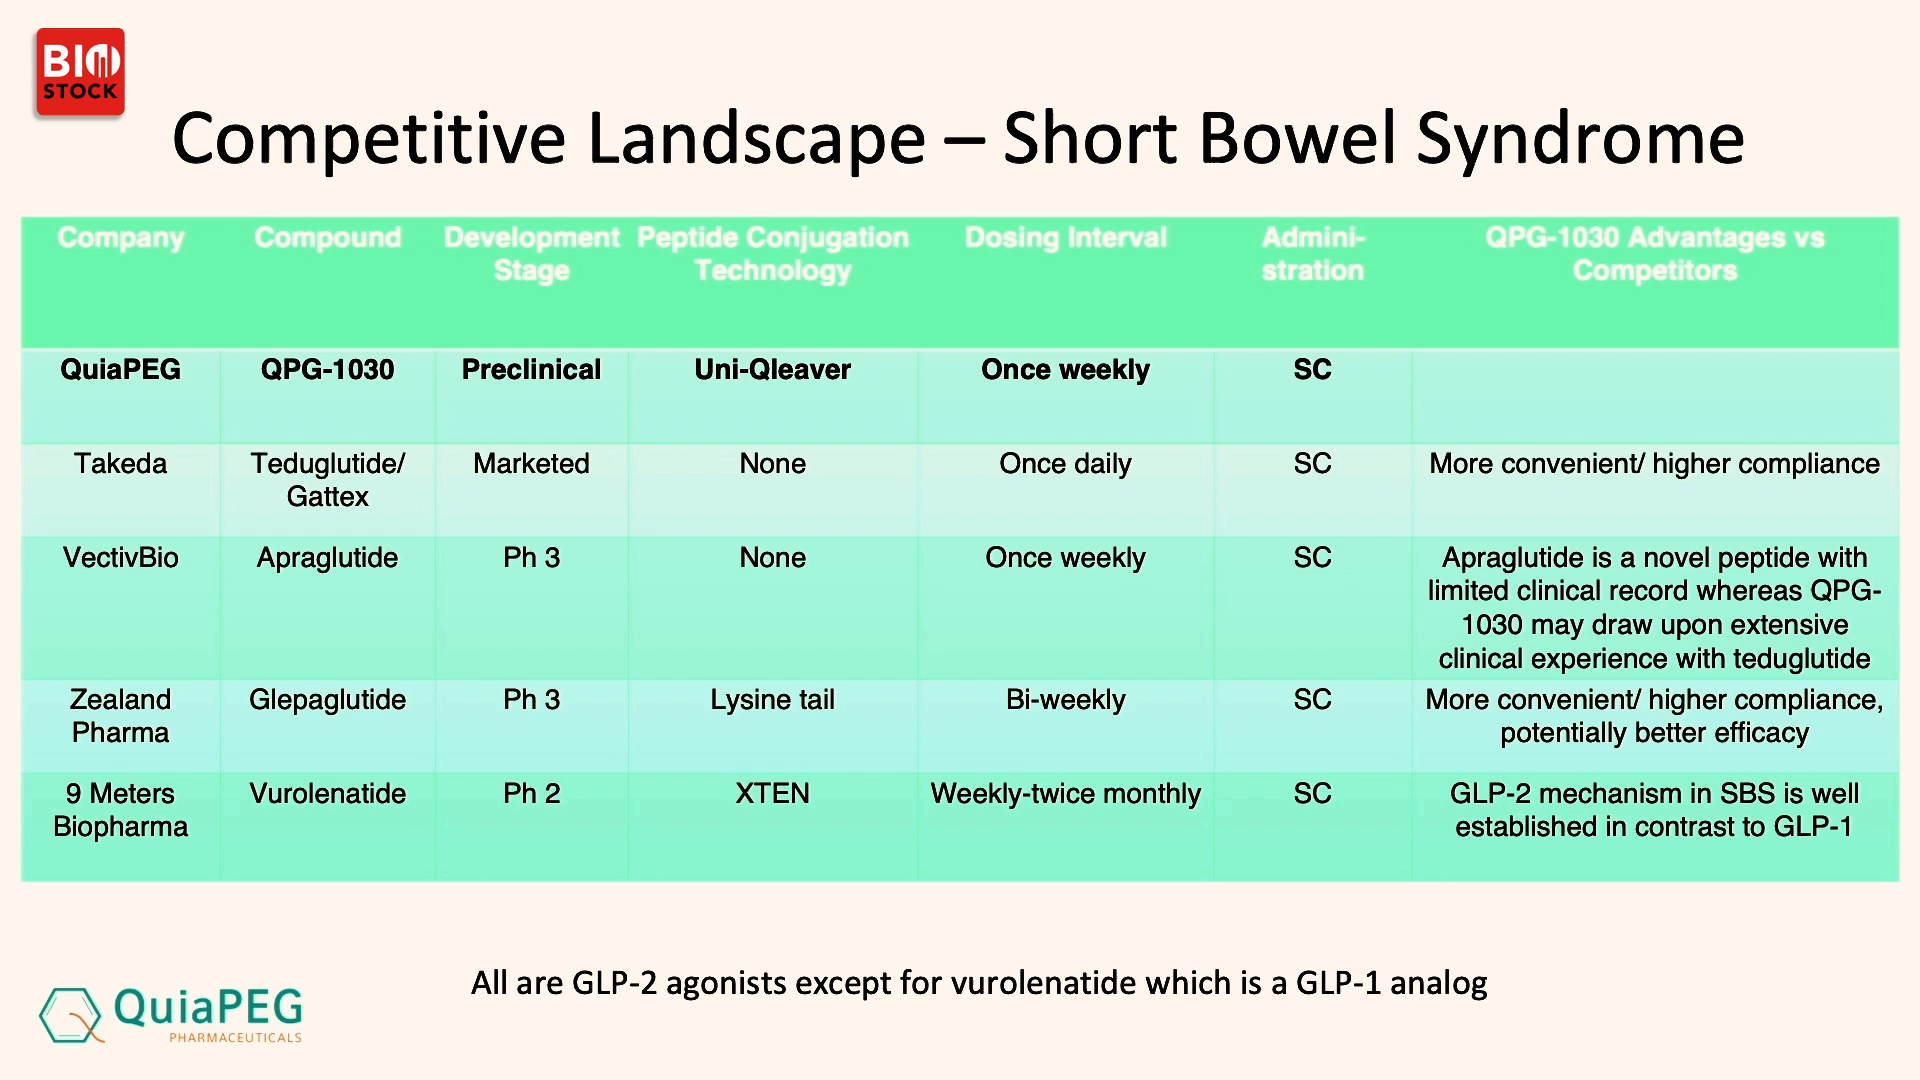 BIO
STOCK
Competitive Landscape – Short Bowel Syndrome
Company Compound Development Peptide Conjugation Dosing Interval Admini- QPG-1030 Advantages vs
Stage Technology stration Competitors
QuiaPEG QPG-1030 Preclinical Uni-Qleaver Once weekly SC
Takeda Teduglutide/ Marketed None Once daily SC More convenient/ higher compliance
Gattex
VectivBio Apraglutide Ph 3 None Once weekly SC Apraglutide is a novel peptide with
limited clinical record whereas QPG-
1030 may draw upon extensive
clinical experience with teduglutide
Zealand Glepaglutide Ph 3 Lysine tail Bi-weekly SC More convenient/ higher compliance,
Pharma potentially better efficacy
9 Meters Vurolenatide Ph 2 XTEN Weekly-twice monthly SC GLP-2 mechanism in SBS is well
Biopharma established in contrast to GLP-1
All are GLP-2 agonists except for vurolenatide which is a GLP-1 analog
QuiaPEG
PHARMACEUTICALS